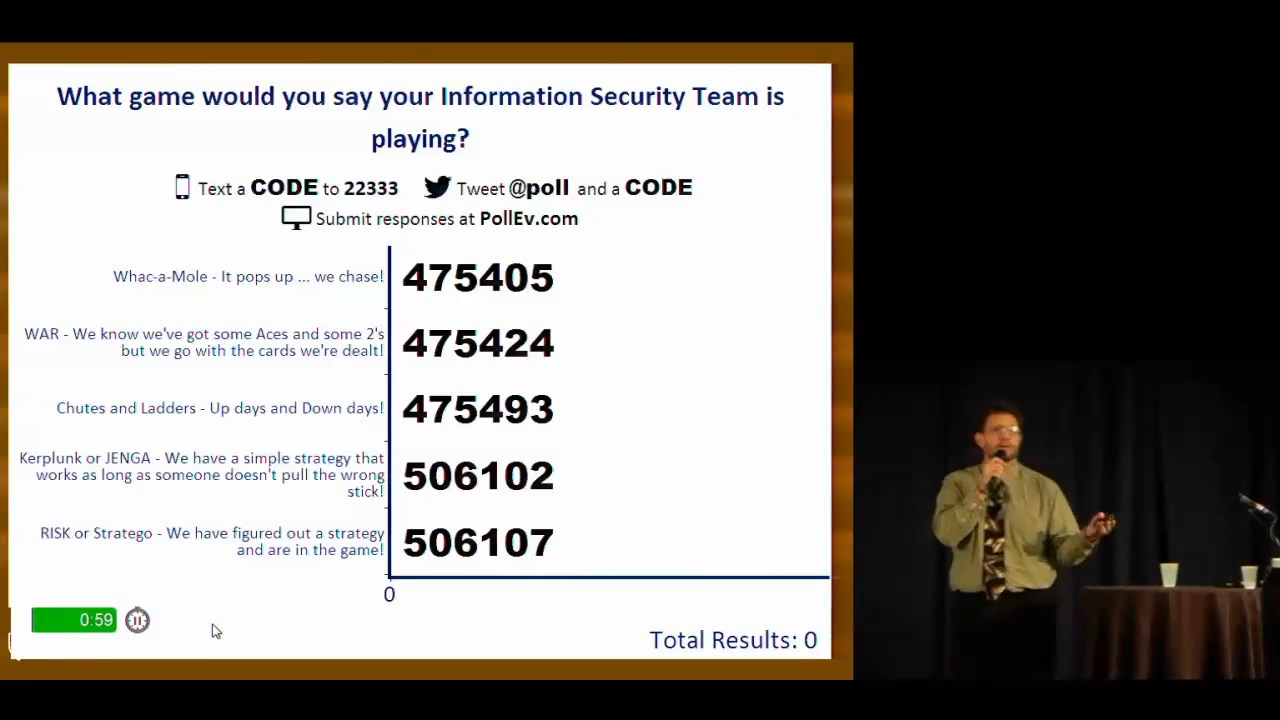 What game would you say your Information Security Team is
playing?
Text a CODE to 22333 Tweet @poll and a CODE
Submit responses at PollEv.com
Whac-a-Mole - It pops up ... we chase! 475405
WAR - We know we've got some Aces and some 2's
but we go with the cards we're dealt! 475424
Chutes and Ladders - Up days and Down days! 475493
Kerplunk or JENGA - We have a simple strategy that
works as long as someone doesn't pull the wrong
stick! 506102
RISK or Stratego - We have figured out a strategy
and are in the game! 506107
0
0:59
Total Results: 0